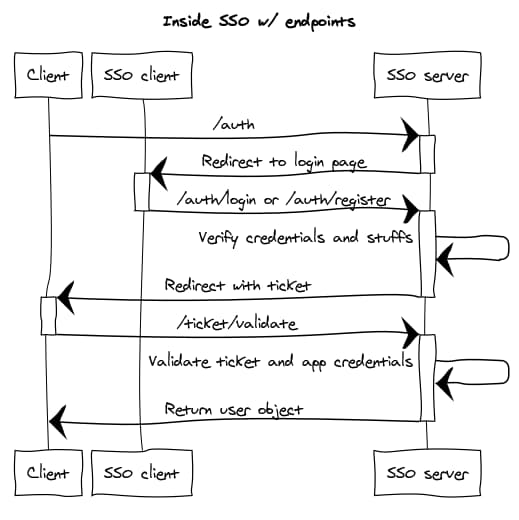 Inside SSO w/ endpoints
Client
SSO client
SSO server
/auth
Redirect to login page
/auth/login or /auth/register
Verify credentials and stuffs
Redirect with ticket
/ticket/validate
Validate ticket and app credentials
Return user object
Client
SSO client
SSO server